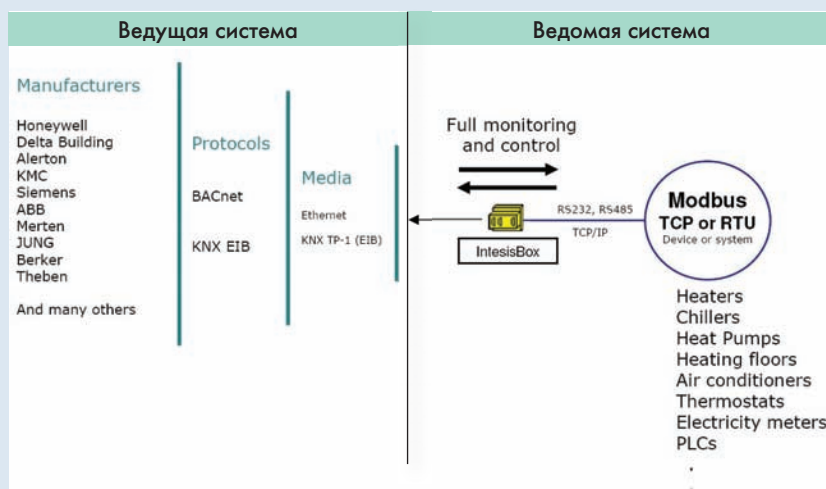 Ведущая система
Ведомая система
Manufacturers
Honeywell
Delta Building
Alerton
KMC
Siemens
ABB
Merten
JUNG
Berker
Theben
And many others
Protocols
BACnet
KNX EIB
Media
Ethernet
KNX TP-1 (EIB)
Full monitoring
and control
IntesisBox
RS232, RS485
TCP/IP
Modbus
TCP or RTU
Device or system
Heaters
Chillers
Heat Pumps
Heating floors
Air conditioners
Thermostats
Electricity meters
PLCs
.
.